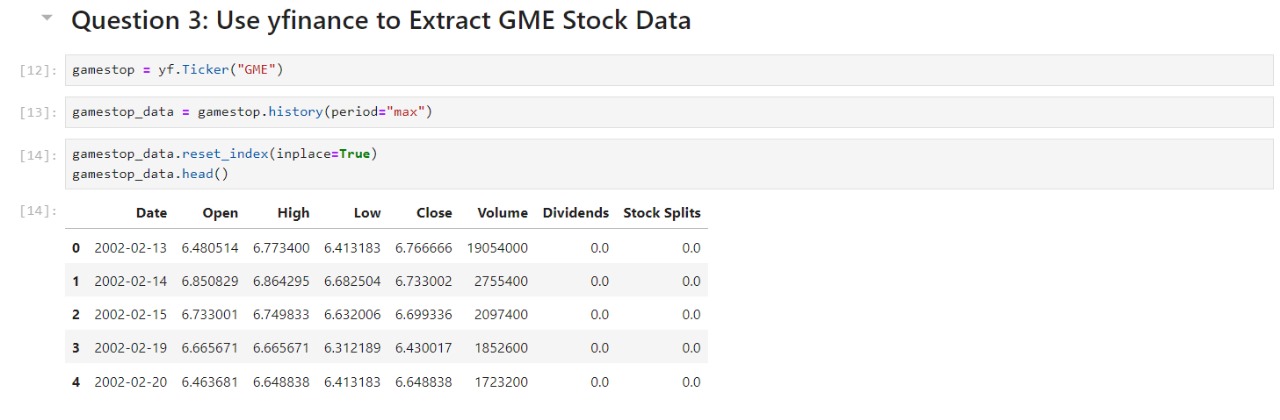 Question 3: Use yfinance to Extract GME Stock Data
[12]: gamestop = yf.Ticker("GME")
[13]: gamestop_data = gamestop.history(period="max")
[14]: gamestop_data.reset_index(inplace=True)
gamestop_data.head()
[14]: Date Open High Low Close Volume Dividends Stock Splits
0 2002-02-13 6.480514 6.773400 6.413183 6.766666 19054000 0.0 0.0
1 2002-02-14 6.850829 6.864295 6.682504 6.733002 2755400 0.0 0.0
2 2002-02-15 6.733001 6.749833 6.632006 6.699336 2097400 0.0 0.0
3 2002-02-19 6.665671 6.665671 6.312189 6.430017 1852600 0.0 0.0
4 2002-02-20 6.463681 6.648838 6.413183 6.648838 1723200 0.0 0.0